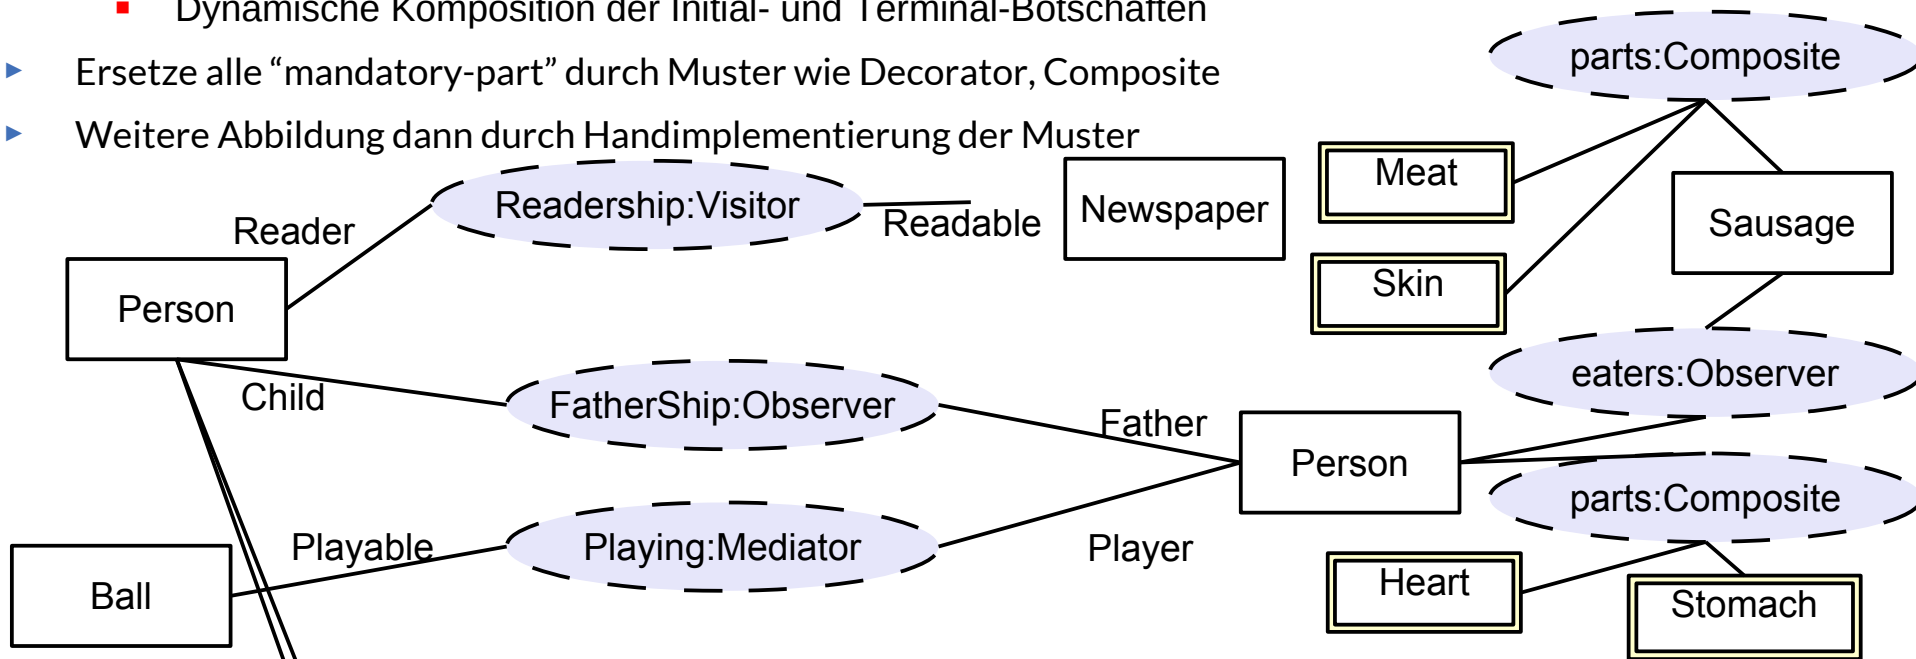 Dynamische Komposition der Initial- und Terminal-Botschaften
Ersetze alle “mandatory-part” durch Muster wie Decorator, Composite
Weitere Abbildung dann durch Handimplementierung der Muster
parts:Composite
Meat
Readership:Visitor
Newspaper
Readable
Sausage
Reader
Skin
Person
eaters:Observer
Child
FatherShip:Observer
Father
Person
parts:Composite
Playable
Playing:Mediator
Player
Heart
Ball
Stomach